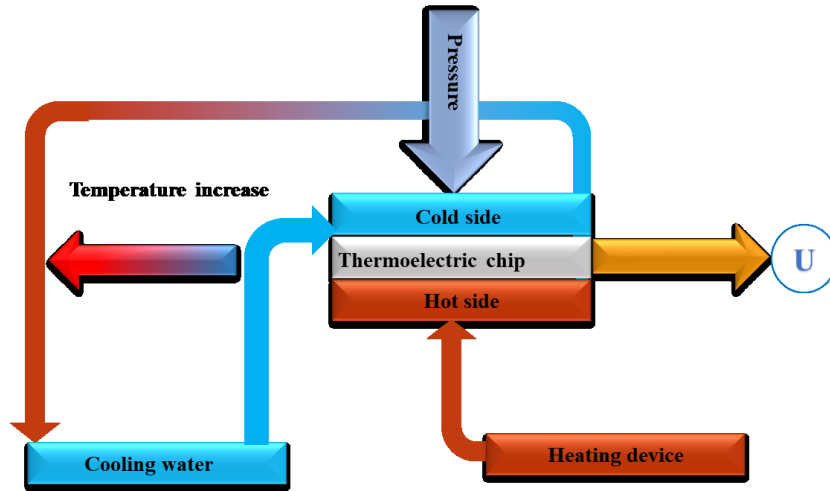 Pressure
Temperature increase
Cold side
Thermoelectric chip
U
Hot side
Cooling water
Heating device